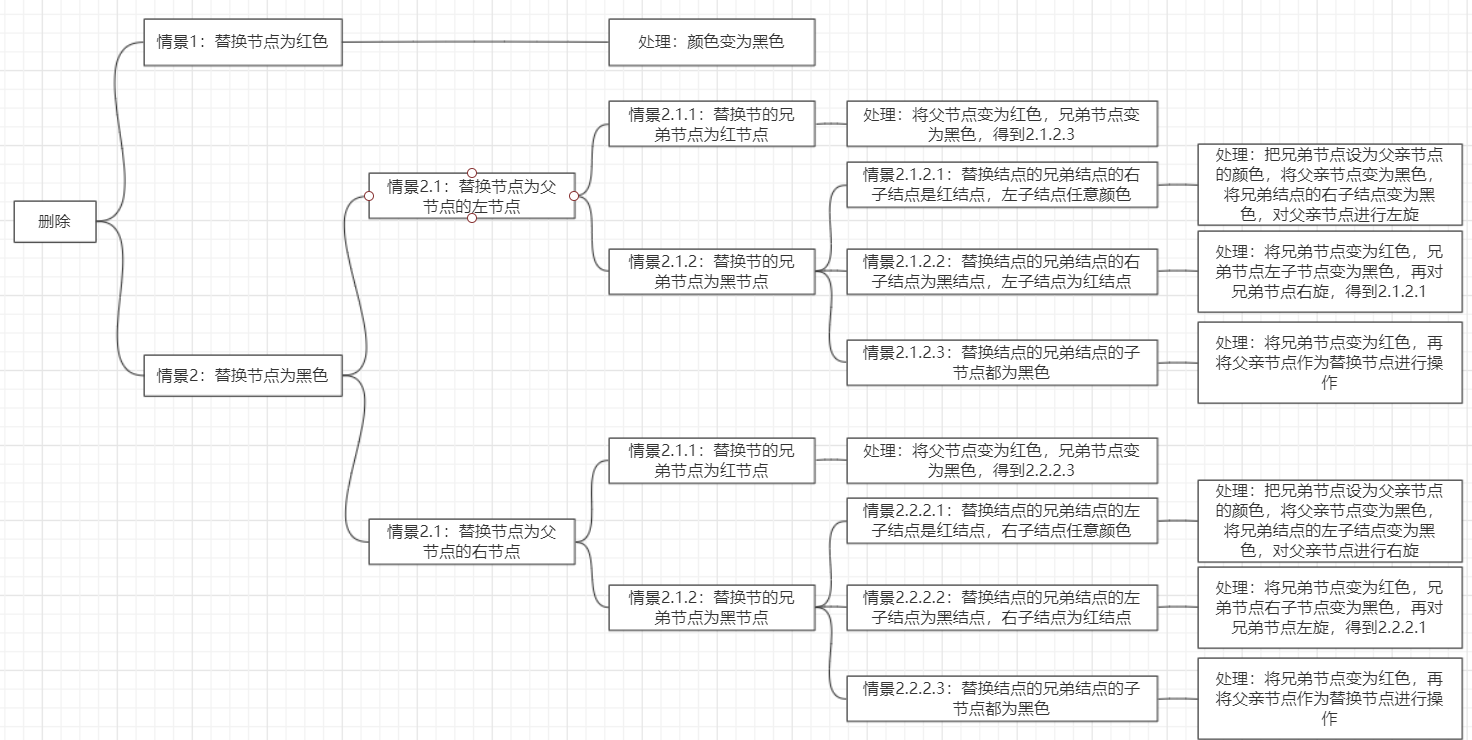 情景1：替换节点为红色
处理：颜色变为黑色
情景2.1.1：替换节的兄
弟节点为红节点
处理：将父节点变为红色，兄弟节点变
为黑色，得到2.1.2.3
情景2.1：替换节点为父
节点的左节点
情景2.1.2.1：替换结点的兄弟结点的右
子结点是红结点，左子结点任意颜色
处理：把兄弟节点设为父亲节点
的颜色，将父亲节点变为黑色，
将兄弟结点的右子结点变为黑
色，对父亲节点进行左旋
删除
情景2.1.2：替换节的兄
弟节点为黑节点
情景2.1.2.2：替换结点的兄弟结点的右
子结点为黑结点，左子结点为红结点
处理：将兄弟节点变为红色，兄
弟节点左子节点变为黑色，再对
兄弟节点右旋，得到2.1.2.1
情景2.1.2.3：替换结点的兄弟结点的子
节点都为黑色
处理：将兄弟节点变为红色，再
将父亲节点作为替换节点进行操
作
情景2：替换节点为黑色
情景2.1.1：替换节的兄
弟节点为红节点
处理：将父节点变为红色，兄弟节点变
为黑色，得到2.2.2.3
情景2.1：替换节点为父
节点的右节点
情景2.2.2.1：替换结点的兄弟结点的左
子结点是红结点，右子结点任意颜色
处理：把兄弟节点设为父亲节点
的颜色，将父亲节点变为黑色，
将兄弟结点的左子结点变为黑
色，对父亲节点进行右旋
情景2.1.2：替换节的兄
弟节点为黑节点
情景2.2.2.2：替换结点的兄弟结点的左
子结点为黑结点，右子结点为红结点
处理：将兄弟节点变为红色，兄
弟节点右子节点变为黑色，再对
兄弟节点左旋，得到2.2.2.1
情景2.2.2.3：替换结点的兄弟结点的子
节点都为黑色
处理：将兄弟节点变为红色，再
将父亲节点作为替换节点进行操
作